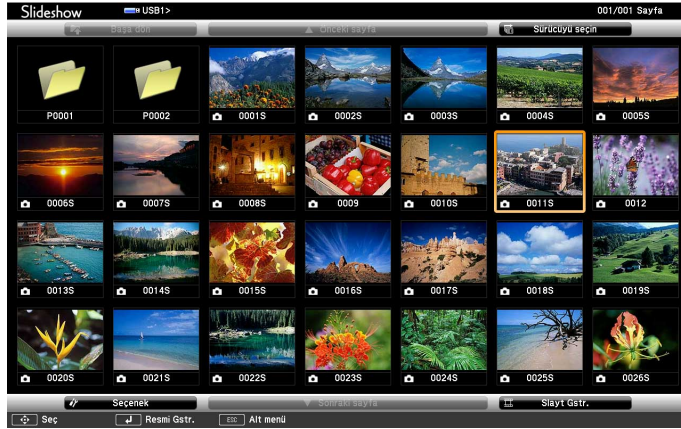 Slideshow USB1> 001/001 Sayfa
Başa dön Önceki sayfa Sürücüyü seçin
P0001 P0002 0001S 0002S 0003S 0004S 0005S
0006S 0007S 0008S 0009 0010S 0011S 0012
0013S 0014S 0015S 0016S 0017S 0018S 0019S
0020S 0021S 0022S 0023S 0024S 0025S 0026S
Seçenek Sonraki sayfa Slayt Gstr.
Seç Resmi Gstr. ESC Alt menü